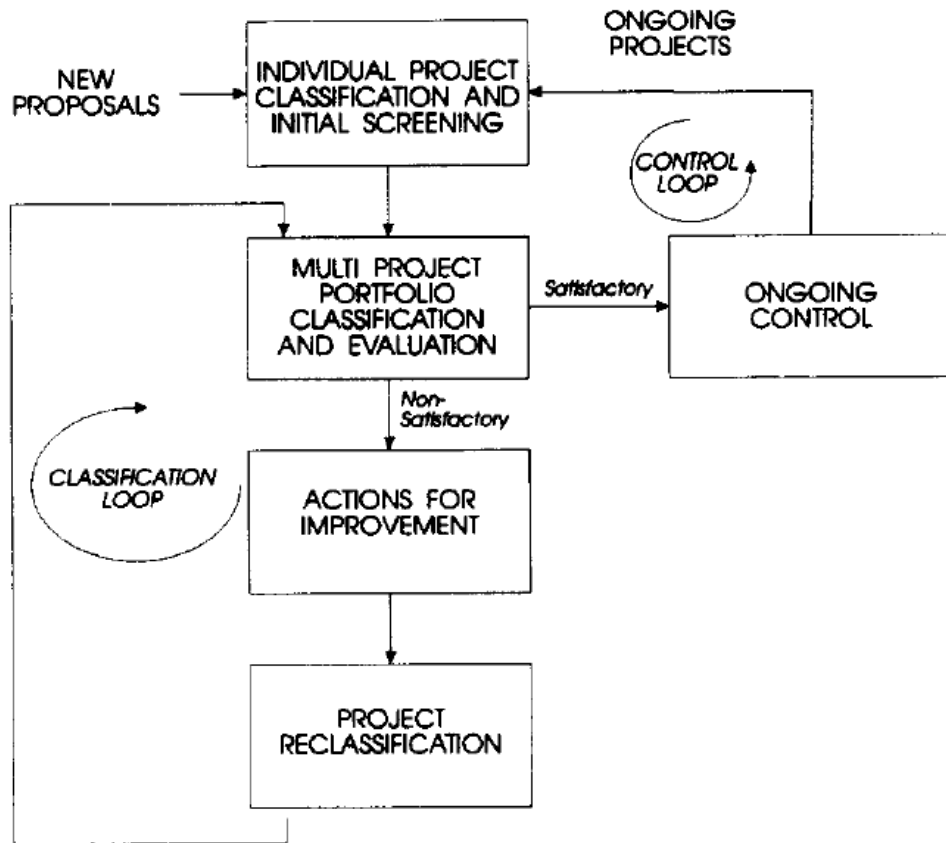 ONGOING
PROJECTS
NEW
PROPOSALS
INDIVIDUAL PROJECT
CLASSIFICATION AND
INITIAL SCREENING
CONTROL
LOOP
MULTI PROJECT
PORTFOLIO
CLASSIFICATION
AND EVALUATION
Satisfactory
ONGOING
CONTROL
Non-
Satisfactory
CLASSIFICATION
LOOP
ACTIONS FOR
IMPROVEMENT
PROJECT
RECLASSIFICATION